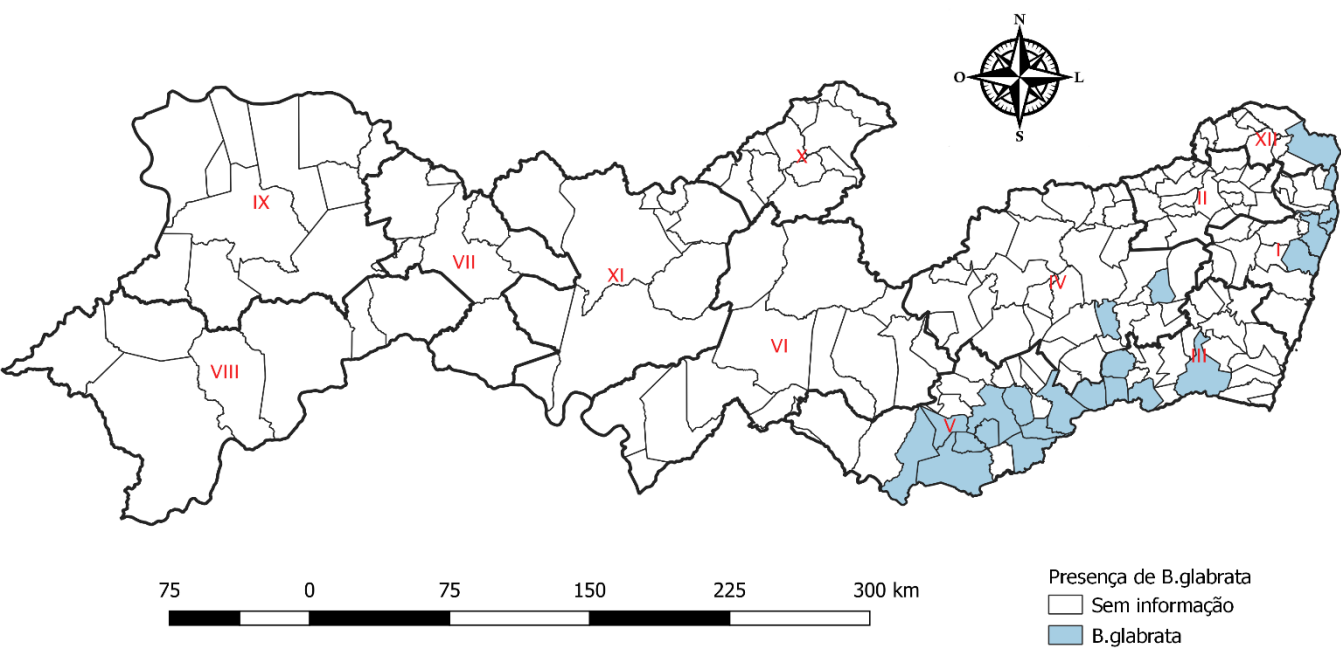 N
O
L
S
XII
X
II
IX
I
VII
XI
IV
VI
III
VIII
V
75 0 75 150 225 300 km
Presença de B.glabrata
Sem informação
B.glabrata